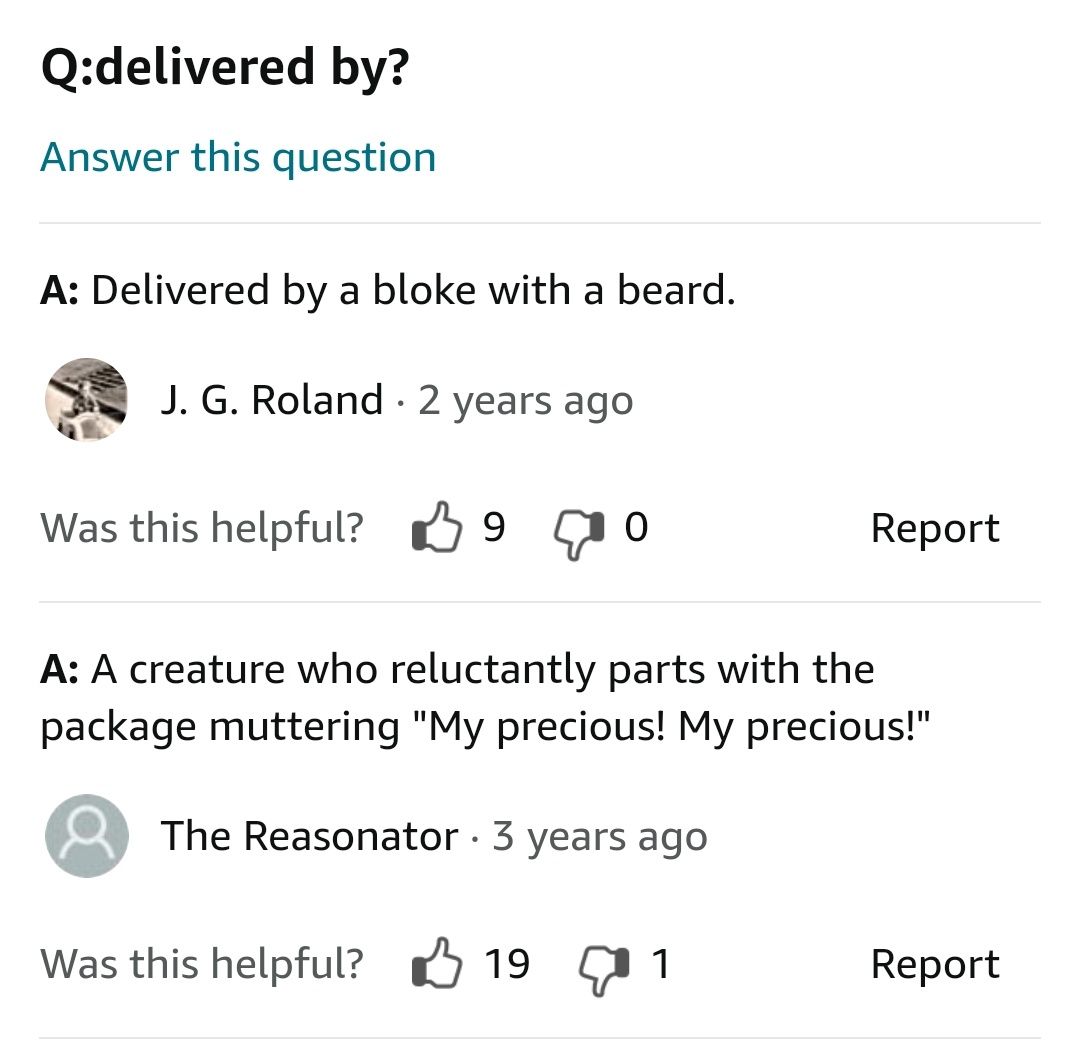 Q:delivered by?
Answer this question
A: Delivered by a bloke with a beard.
J. G. Roland · 2 years ago
Was this helpful? 9 0 Report
A: A creature who reluctantly parts with the
package muttering "My precious! My precious!"
The Reasonator · 3 years ago
Was this helpful? 19 1 Report